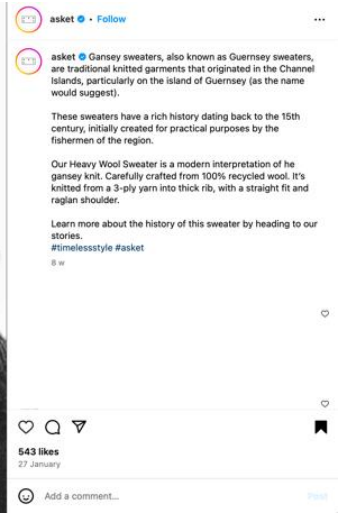 asket • Follow
asket Gansey sweaters, also known as Guernsey sweaters,
are traditional knitted garments that originated in the Channel
Islands, particularly on the island of Guernsey (as the name
would suggest).
These sweaters have a rich history dating back to the 15th
century, initially created for practical purposes by the
fishermen of the region.
Our Heavy Wool Sweater is a modern interpretation of he
gansey knit. Carefully crafted from 100% recycled wool. It's
knitted from a 3-ply yarn into thick rib, with a straight fit and
raglan shoulder.
Learn more about the history of this sweater by heading to our
stories.
#timelessstyle #asket
8 w
543 likes
27 January
Add a comment...
Post